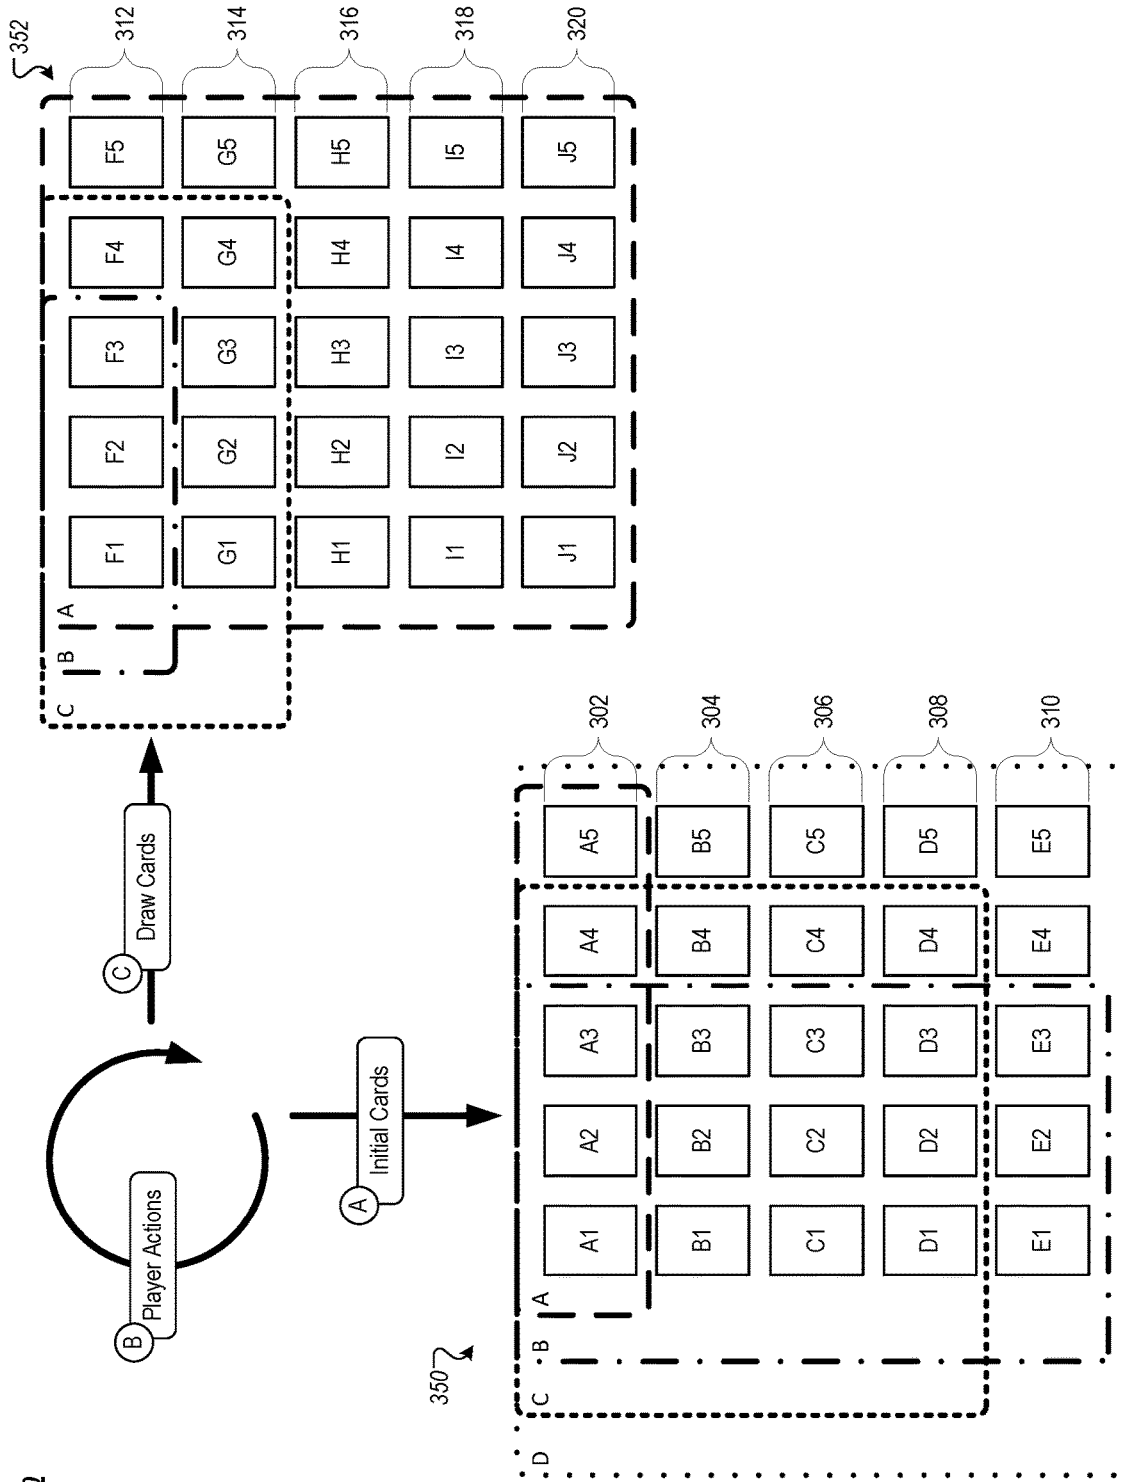 B
Player Actions
C
Draw Cards
A
Initial Cards
352
C B A
F1 F2 F3 F4 F5 312
G1 G2 G3 G4 G5 314
H1 H2 H3 H4 H5 316
I1 I2 I3 I4 I5 318
J1 J2 J3 J4 J5 320
350
D C B A
A1 A2 A3 A4 A5 302
B1 B2 B3 B4 B5 304
C1 C2 C3 C4 C5 306
D1 D2 D3 D4 D5 308
E1 E2 E3 E4 E5 310